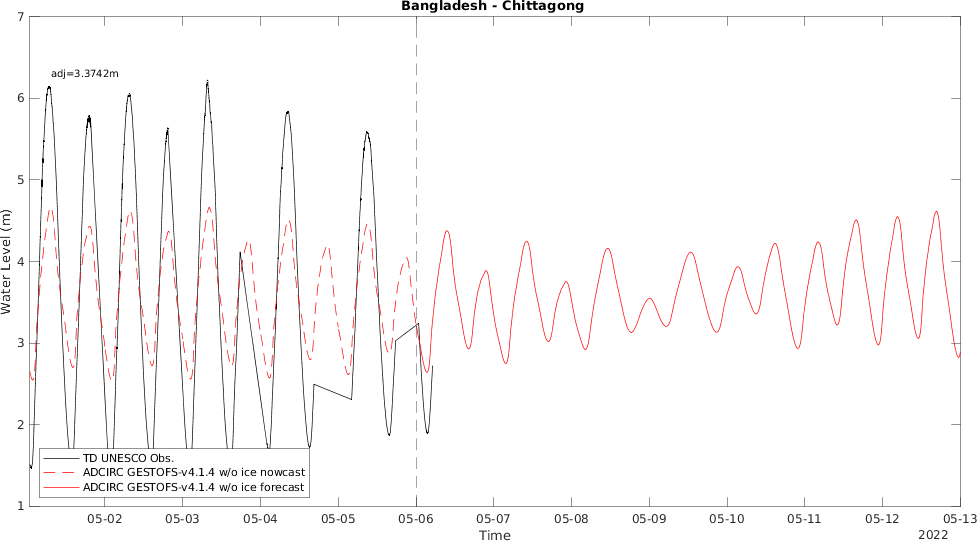 Bangladesh - Chittagong
7
6
5
4
3
2
1
Water Level (m)
adj=3.3742m
TD UNESCO Obs.
ADCIRC GESTOFS-v4.1.4 w/o ice nowcast
ADCIRC GESTOFS-v4.1.4 w/o ice forecast
05-02 05-03 05-04 05-05 05-06 05-07 05-08 05-09 05-10 05-11 05-12 05-13
Time
2022